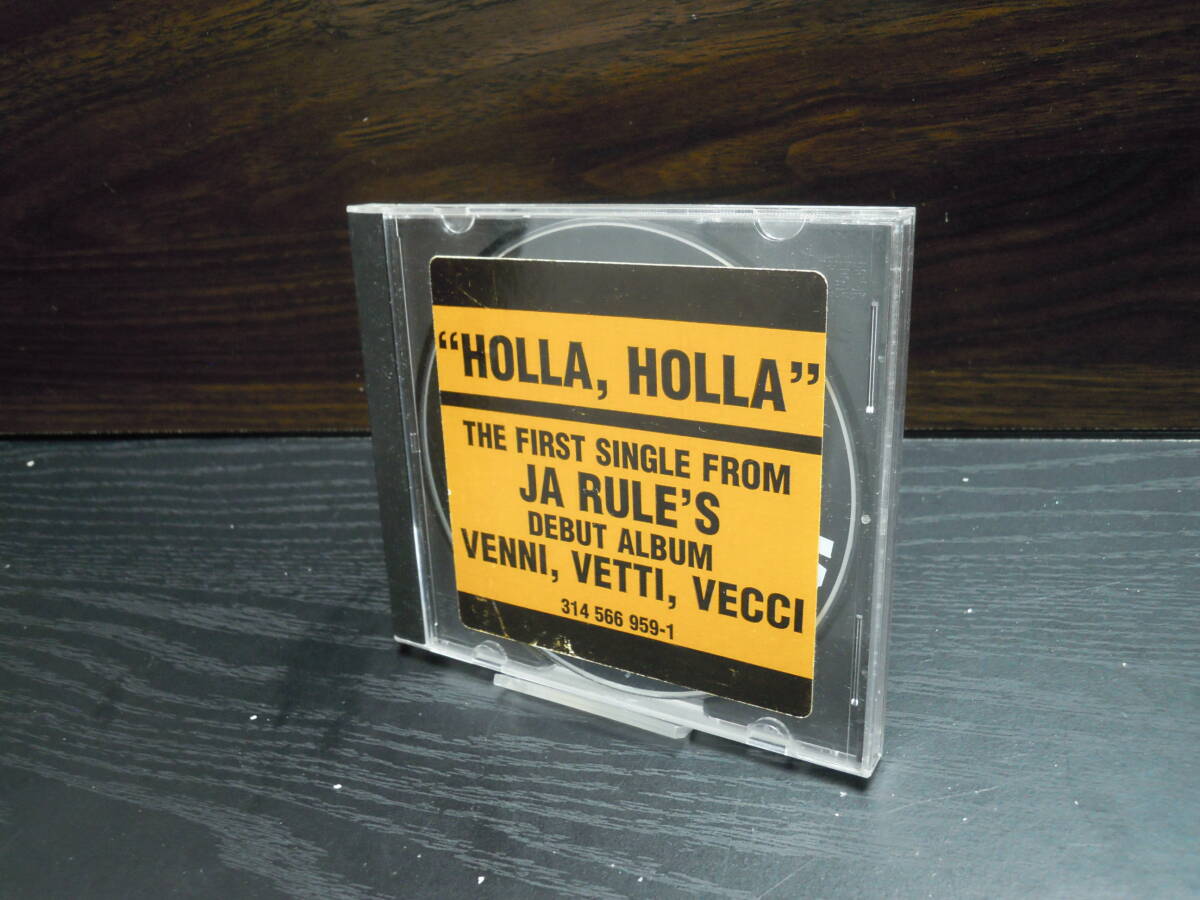 “HOLLA, HOLLA”
THE FIRST SINGLE FROM
JA RULE’S
DEBUT ALBUM
VENNI, VETTI, VECCI
314 566 959-1